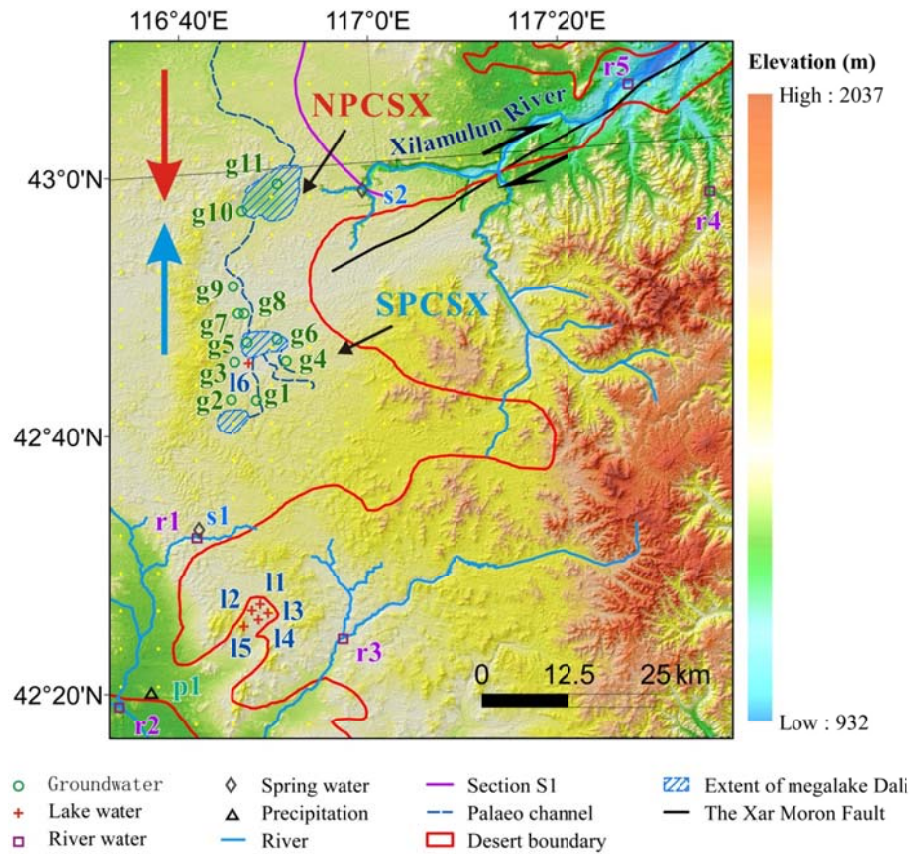 116°40'E 117°0'E 117°20'E
Elevation (m)
High : 2037
r5
NPCSX
Xilamulun River
g11
43°0'N
s2
g10
r4
g9
g8
SPCSX
g7
g5
g6
g3
g4
l6
g2
g1
42°40'N
s1
r1
l1
l2
l3
l4
l5
r3
0 12.5 25 km
42°20'N
p1
r2
Low : 932
Groundwater Spring water Section S1 Extent of megalake Dali
Lake water Precipitation Palaeo channel The Xar Moron Fault
River water River Desert boundary